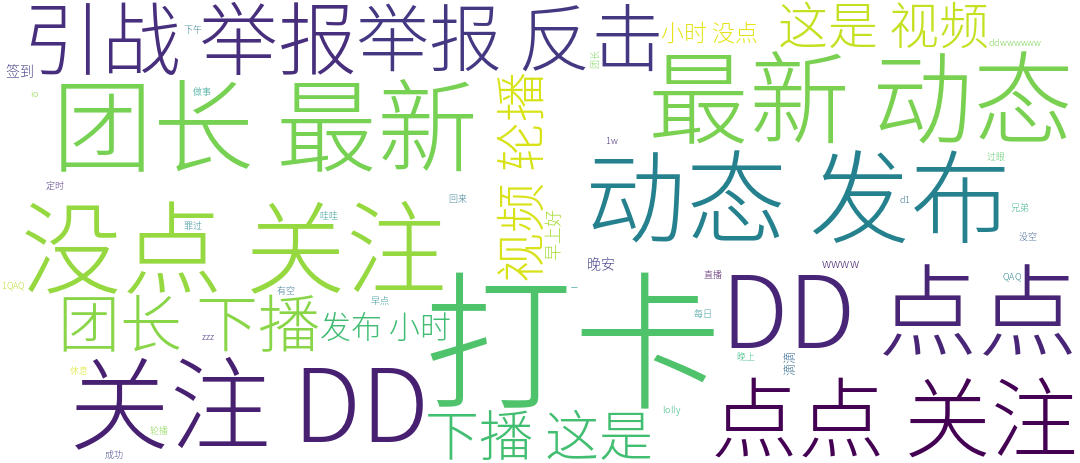 引战 举报
举报 反击
小时 没点
这是 视频
ddwwwwww
下午
签到
团长
io
做事
团长 最新
视频 轮播
最新 动态
1w
过眼
定时
没点 关注
罪过
哇哇
回来
早上好
动态 发布
d1
兄弟
没空
晚安
wwww
1QAQ
有空
早点
团长 下播
发布 小时
zzz
打卡
一
直播
每日
DD 点点
QAQ
关注 DD
休息
轮播
成功
下播 这是
lolly
晚上
滴滴
点点 关注